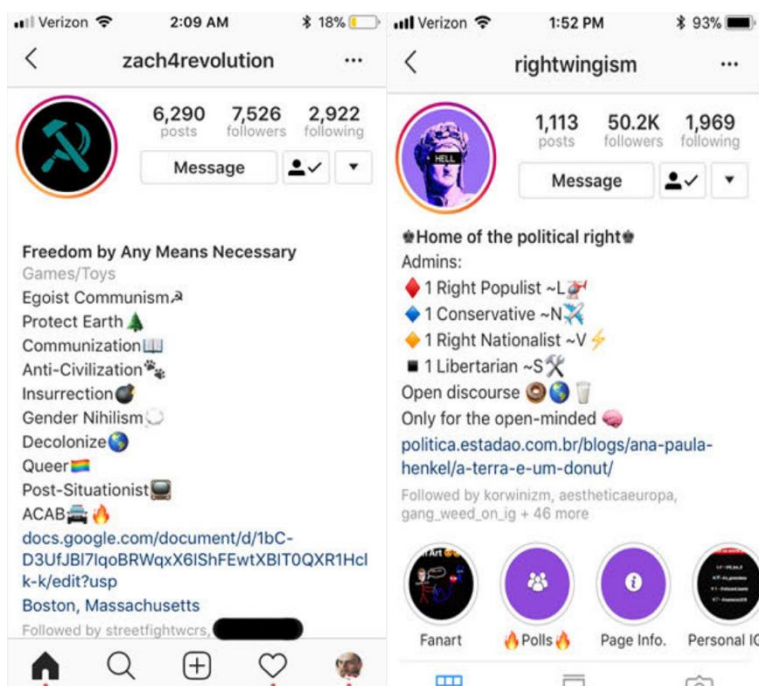 Verizon 2:09 AM 18%
zach4revolution
6,290 7,526 2,922
posts followers following
Message
Freedom by Any Means Necessary
Games/Toys
Egoist Communism☭
Protect Earth🌲
Communization📖
Anti-Civilization🐾
Insurrection💣
Gender Nihilism💭
Decolonize🌎
Queer🏳️‍🌈
Post-Situationist📺
ACAB🚔🔥
docs.google.com/document/d/1bC-
D3UfJBl7lqoBRWqxX6IShFEwtXBIT0QXR1Hcl
k-k/edit?usp
Boston, Massachusetts
Followed by streetfightwcrs,
Verizon 1:52 PM 93%
rightwingism
1,113 50.2K 1,969
posts followers following
Message
HELL
♚Home of the political right♚
Admins:
♦️1 Right Populist ~L🚁
🔷1 Conservative ~N✈️
🔶1 Right Nationalist ~V⚡
◾1 Libertarian ~S🛠
Open discourse 🍩🌎🥛
Only for the open-minded 🧠
politica.estadao.com.br/blogs/ana-paula-
henkel/a-terra-e-um-donut/
Followed by korwinizm, aestheticaeuropa,
gang_weed_on_ig + 46 more
Fanart 🔥Polls🔥 Page Info. Personal IG